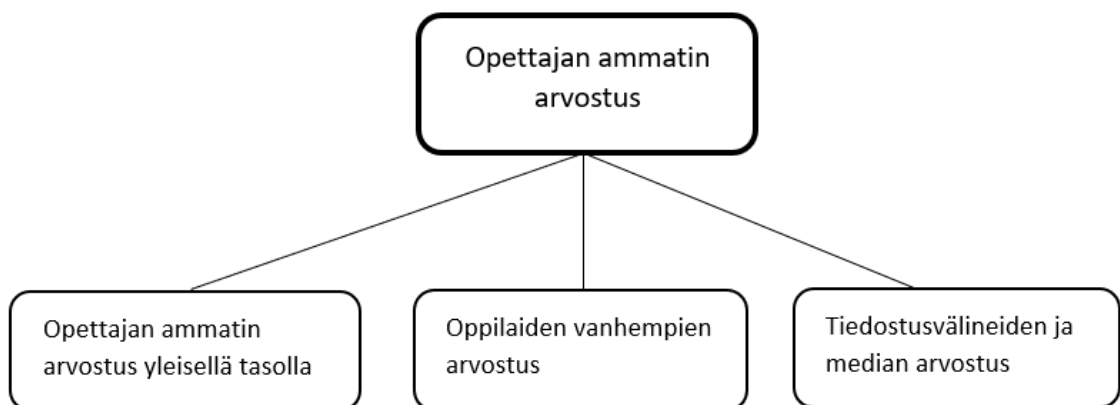 Opettajan ammatin
arvostus
Opettajan ammatin
arvostus yleisellä tasolla
Oppilaiden vanhempien
arvostus
Tiedostusvälineiden ja
median arvostus